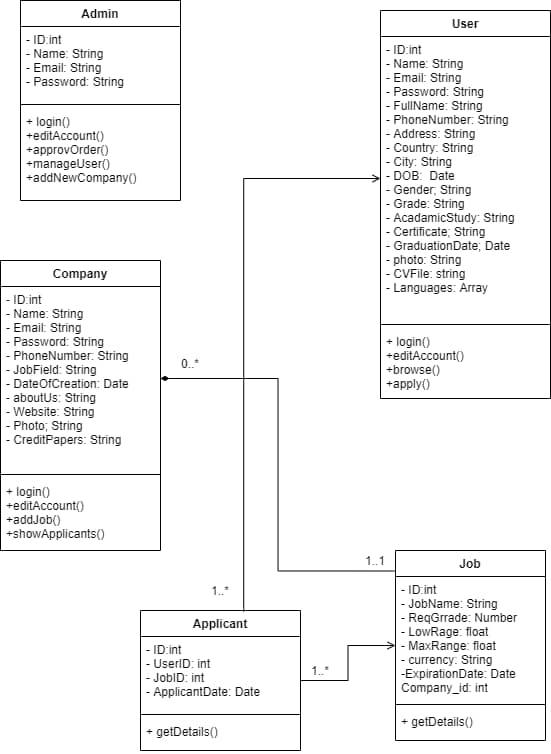 Admin
- ID:int
- Name: String
- Email: String
- Password: String
+ login()
+editAccount()
+approvOrder()
+manageUser()
+addNewCompany()
User
- ID:int
- Name: String
- Email: String
- Password: String
- FullName: String
- PhoneNumber: String
- Address: String
- Country: String
- City: String
- DOB:  Date
- Gender; String
- Grade: String
- AcadamicStudy: String
- Certificate; String
- GraduationDate; Date
- photo: String
- CVFile: string
- Languages: Array
+ login()
+editAccount()
+browse()
+apply()
Company
- ID:int
- Name: String
- Email: String
- Password: String
- PhoneNumber: String
- JobField: String
- DateOfCreation: Date
- aboutUs: String
- Website: String
- Photo; String
- CreditPapers: String
+ login()
+editAccount()
+addJob()
+showApplicants()
0..*
1..1
1..*
Applicant
- ID:int
- UserID: int
- JobID: int
- ApplicantDate: Date
+ getDetails()
1..*
Job
- ID:int
- JobName: String
- ReqGrrade: Number
- LowRage: float
- MaxRange: float
- currency: String
-ExpirationDate: Date
Company_id: int
+ getDetails()